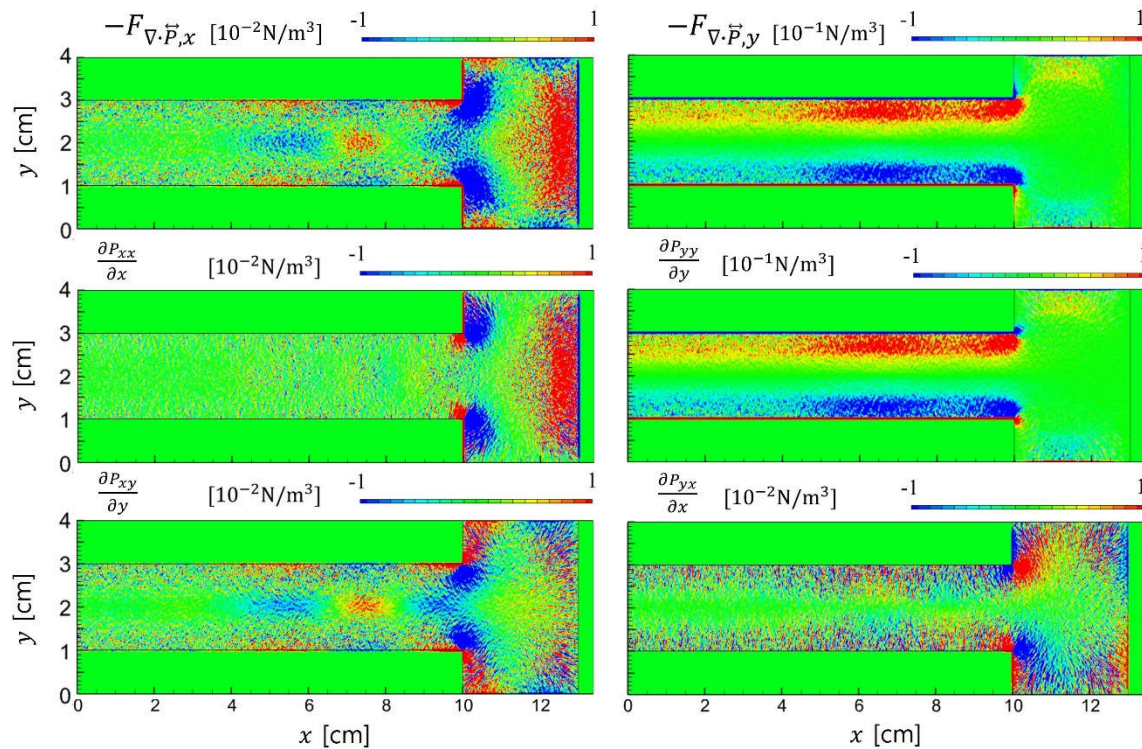 −F∇·P⃡,x [10⁻²N/m³] -1 1
4
3
2
1
0
y [cm]
∂Pxx/∂x [10⁻²N/m³] -1 1
4
3
2
1
0
y [cm]
∂Pxy/∂y [10⁻²N/m³] -1 1
4
3
2
1
0
y [cm]
0 2 4 6 8 10 12
x [cm]
−F∇·P⃡,y [10⁻¹N/m³] -1 1
y [cm]
∂Pyy/∂y [10⁻¹N/m³] -1 1
y [cm]
∂Pyx/∂x [10⁻²N/m³] -1 1
y [cm]
0 2 4 6 8 10 12
x [cm]